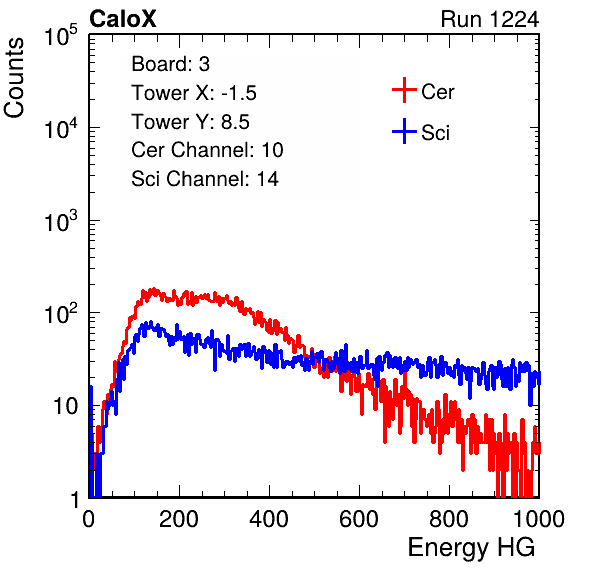 CaloX Run 1224
Counts
10^5
10^4
10^3
10^2
10
1
Board: 3
Tower X: -1.5
Tower Y: 8.5
Cer Channel: 10
Sci Channel: 14
Cer
Sci
0 200 400 600 800 1000
Energy HG